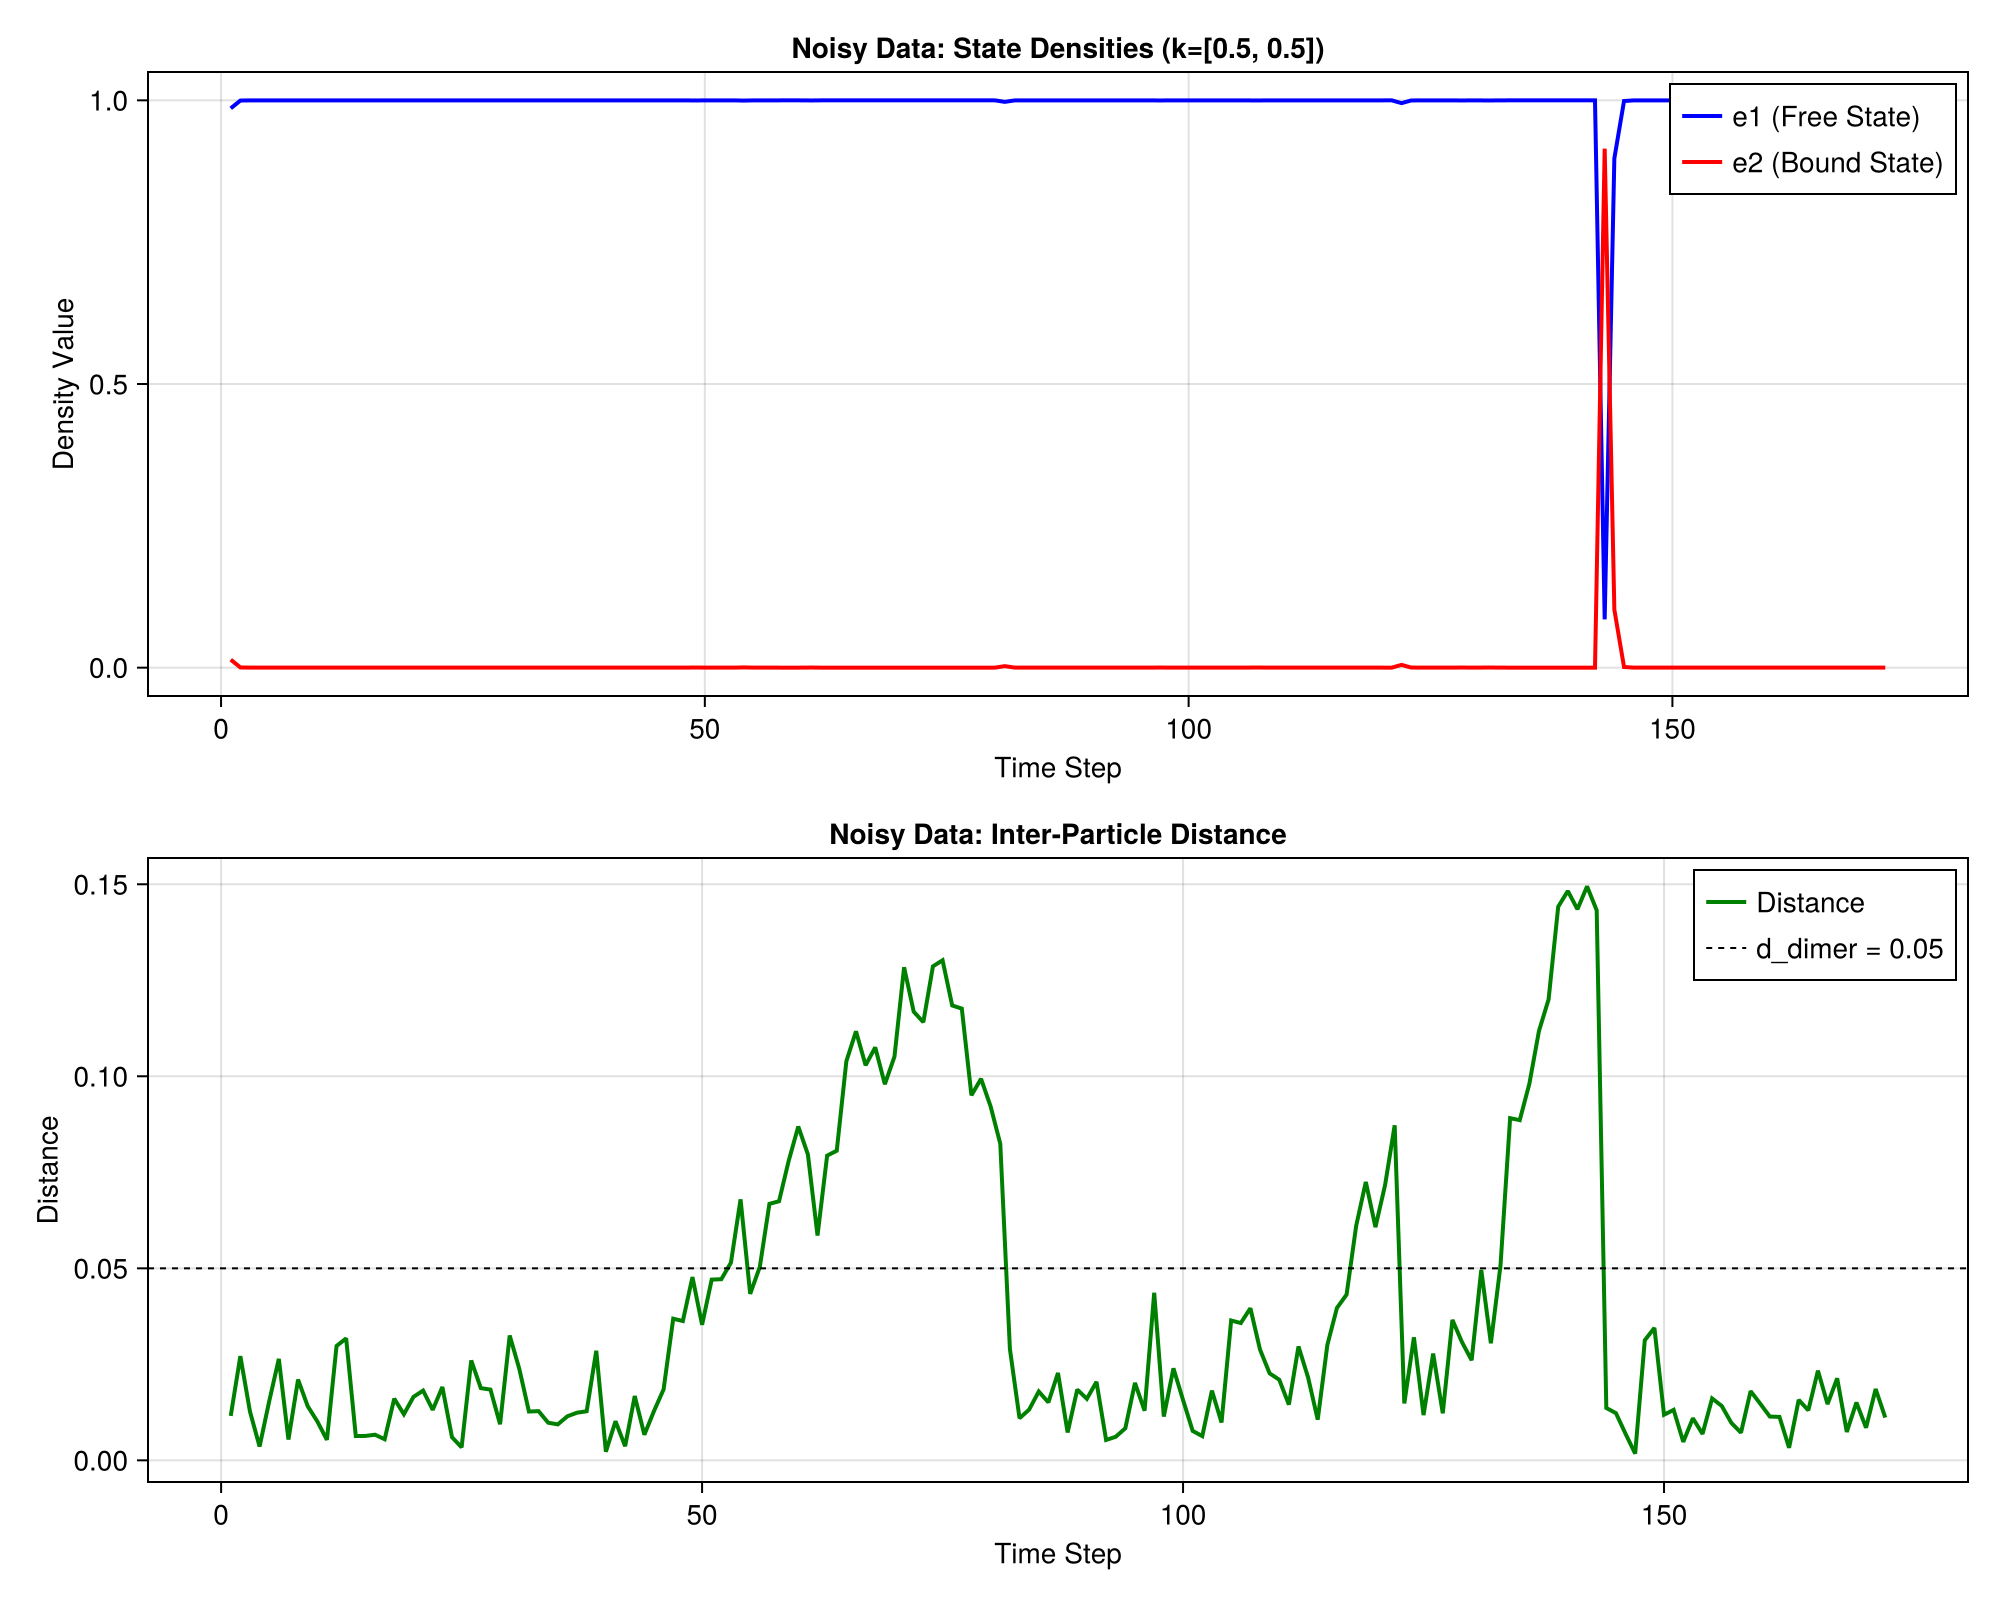 Noisy Data: State Densities (k=[0.5, 0.5])
1.0
0.5
0.0
Density Value
e1 (Free State)
e2 (Bound State)
0
50
100
150
Time Step
Noisy Data: Inter-Particle Distance
0.15
0.10
0.05
0.00
Distance
Distance
d_dimer = 0.05
0
50
100
150
Time Step